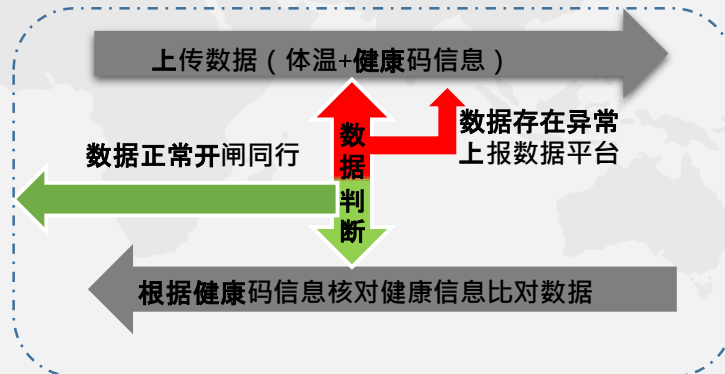 上传数据（体温+健康码信息）
数据存在异常
上报数据平台
数据正常开闸同行
数
据
判
断
根据健康码信息核对健康信息比对数据